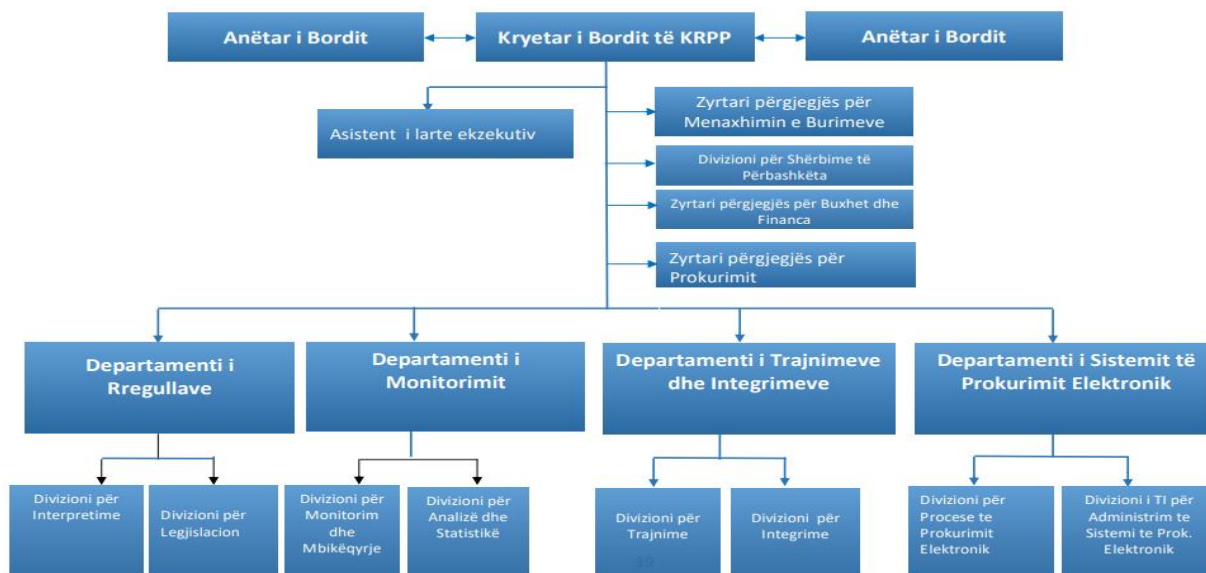 Anëtar i Bordit
Kryetar i Bordit të KRPP
Anëtar i Bordit
Asistent i larte ekzekutiv
Zyrtari përgjegjës për
Menaxhimin e Burimeve
Divizioni për Shërbime të
Përbashkëta
Zyrtari përgjegjës për Buxhet dhe
Financa
Zyrtari përgjegjës për
Prokurimit
Departamenti i
Rregullave
Departamenti i
Monitorimit
Departamenti i Trajnimeve
dhe Integrimeve
Departamenti i Sistemit të
Prokurimit Elektronik
Divizioni për
Interpretime
Divizioni për
Legjislacion
Divizioni për
Monitorim
dhe
Mbikëqyrje
Divizioni për
Analizë dhe
Statistikë
Divizioni për
Trajnime
Divizioni për
Integrime
Divizioni për
Procese te
Prokurimit
Elektronik
Divizioni i TI për
Administrim te
Sistemi te Prok.
Elektronik
19